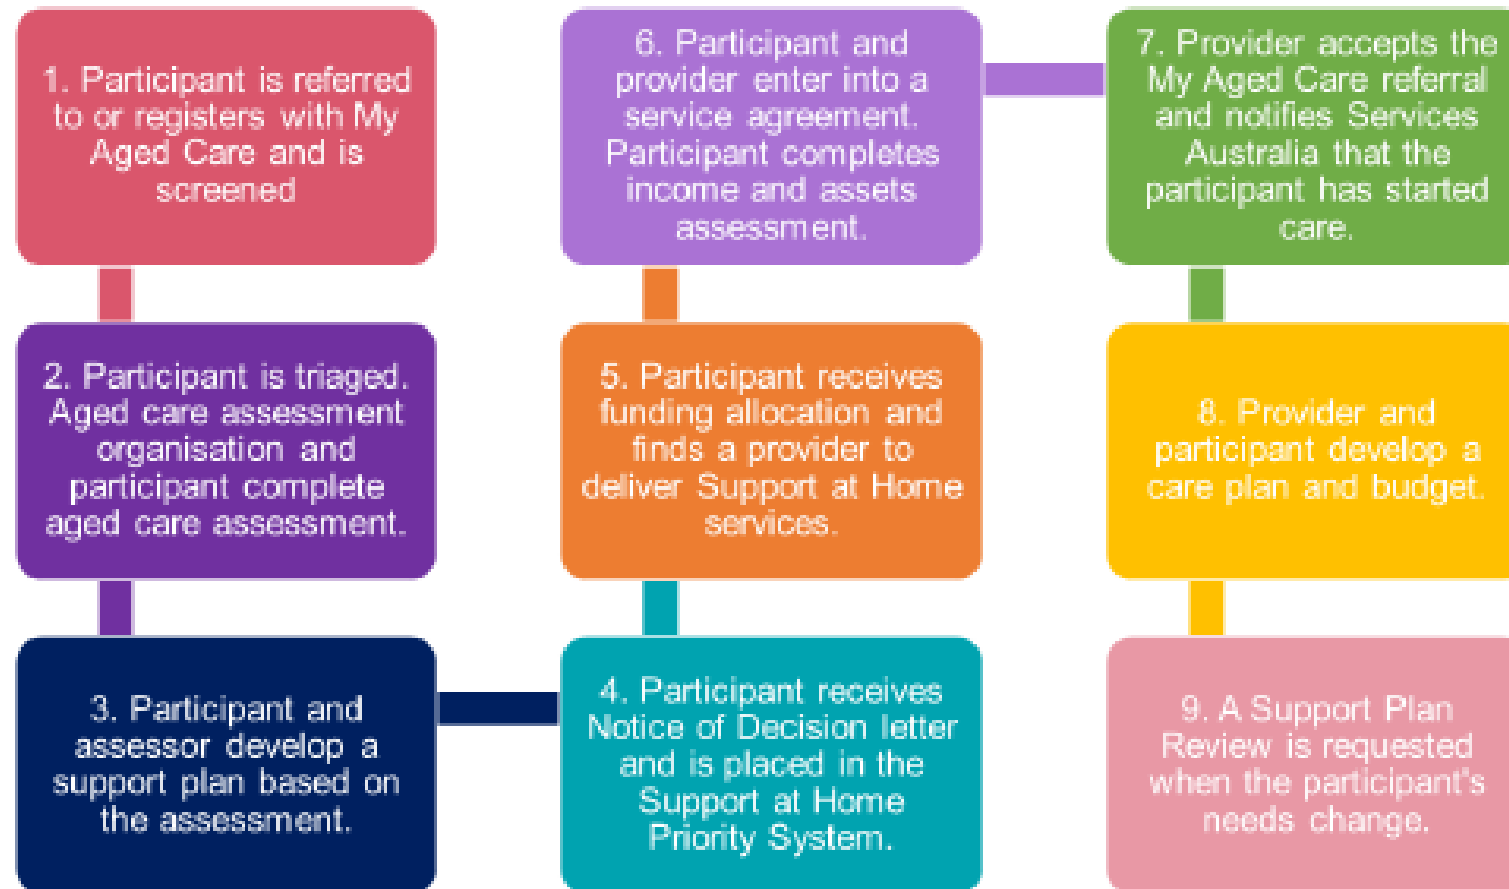 1. Participant is referred
to or registers with My
Aged Care and is
screened
2. Participant is triaged.
Aged care assessment
organisation and
participant complete
aged care assessment.
3. Participant and
assessor develop a
support plan based on
the assessment.
4. Participant receives
Notice of Decision letter
and is placed in the
Support at Home
Priority System.
5. Participant receives
funding allocation and
finds a provider to
deliver Support at Home
services.
6. Participant and
provider enter into a
service agreement.
Participant completes
income and assets
assessment.
7. Provider accepts the
My Aged Care referral
and notifies Services
Australia that the
participant has started
care.
8. Provider and
participant develop a
care plan and budget.
9. A Support Plan
Review is requested
when the participant's
needs change.